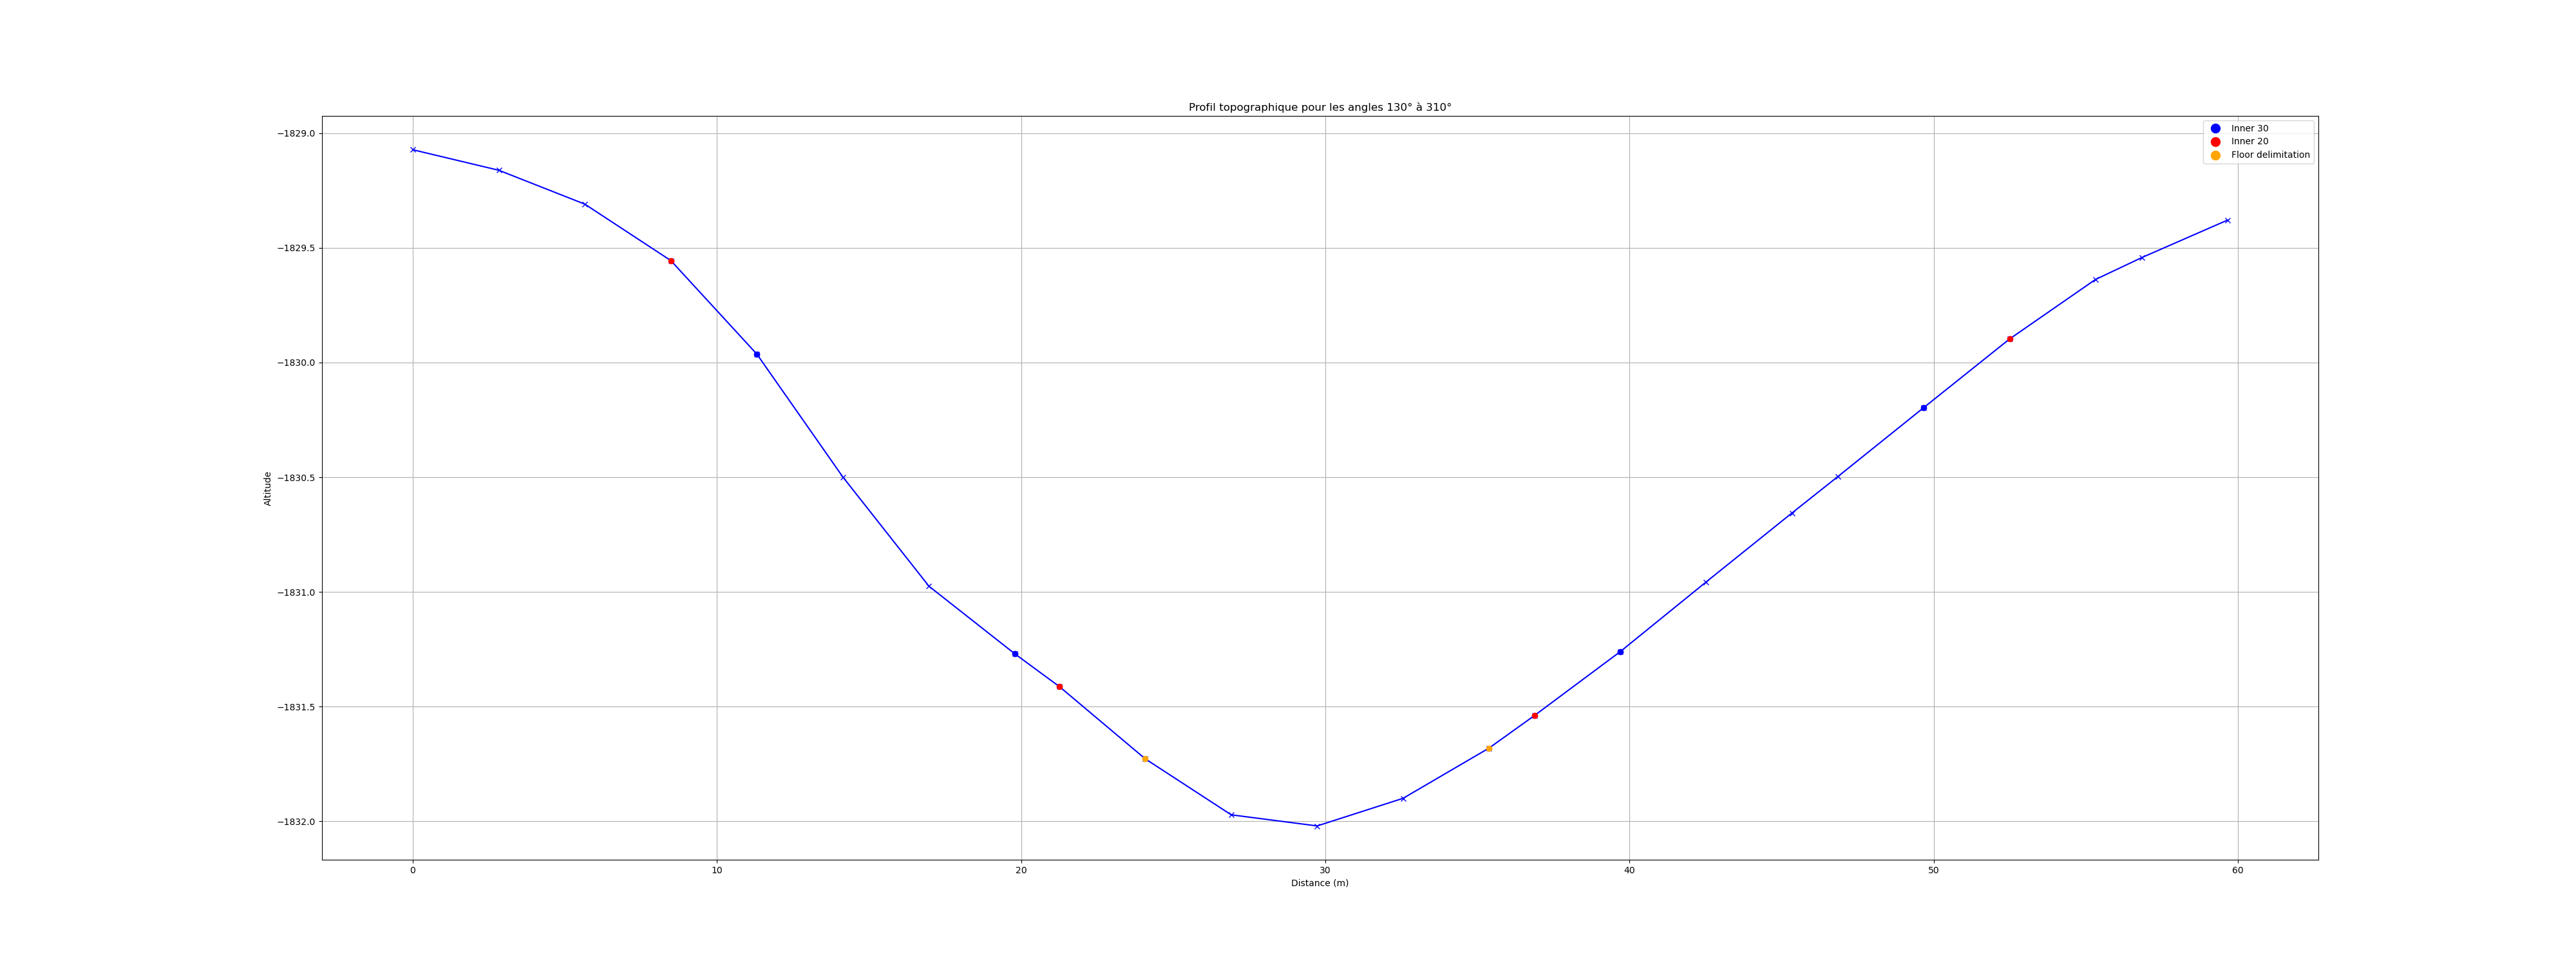 Profil topographique pour les angles 130° à 310°
Inner 30
Inner 20
Floor delimitation
Altitude
−1829.0
−1829.5
−1830.0
−1830.5
−1831.0
−1831.5
−1832.0
0 10 20 30 40 50 60
Distance (m)